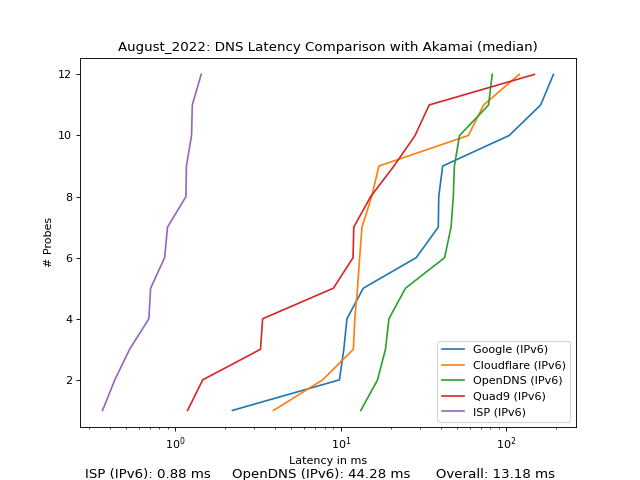 August_2022: DNS Latency Comparison with Akamai (median)
12
10
8
6
4
2
# Probes
Google (IPv6)
Cloudflare (IPv6)
OpenDNS (IPv6)
Quad9 (IPv6)
ISP (IPv6)
10⁰ 10¹ 10²
Latency in ms
ISP (IPv6): 0.88 ms OpenDNS (IPv6): 44.28 ms Overall: 13.18 ms